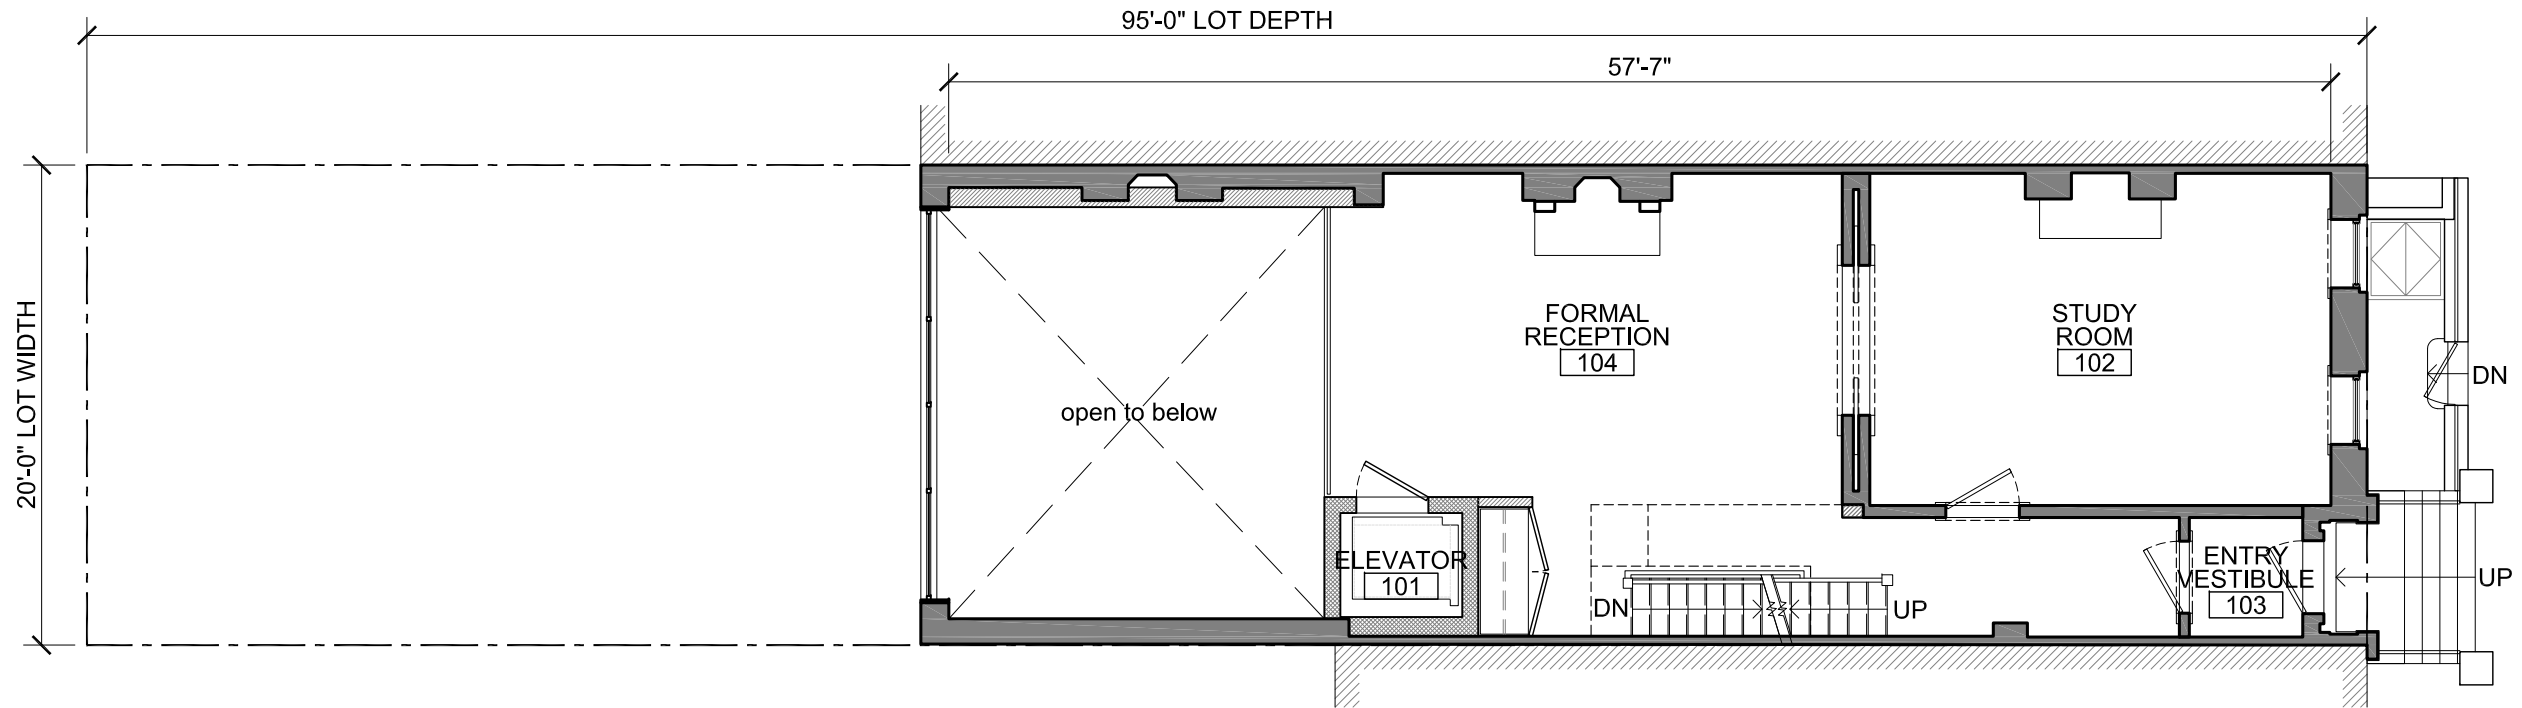 95'-0" LOT DEPTH
57'-7"
20'-0" LOT WIDTH
FORMAL
RECEPTION
104
STUDY
ROOM
102
DN
open to below
ELEVATOR
101
DN
UP
ENTRY
VESTIBULE
103
UP